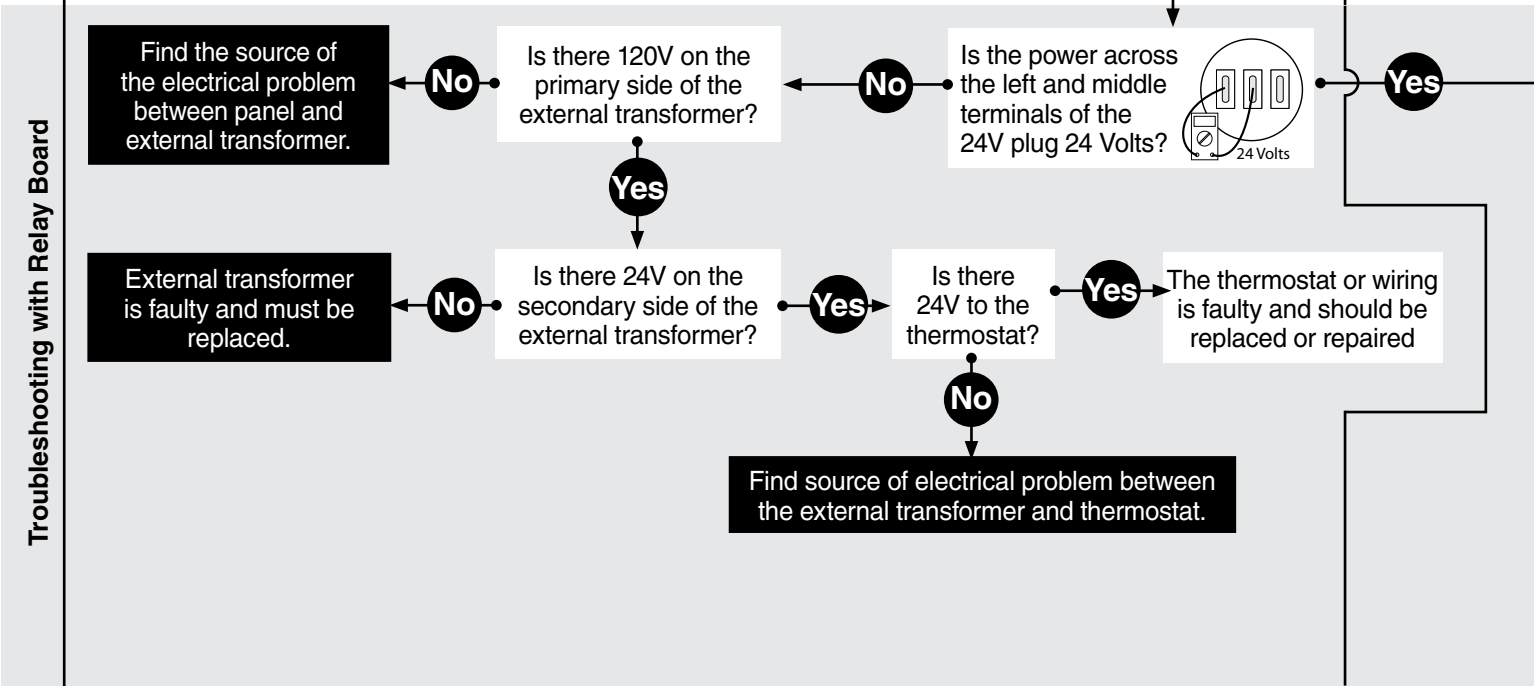 Troubleshooting with Relay Board
Find the source of
the electrical problem
between panel and
external transformer.
No
Is there 120V on the
primary side of the
external transformer?
No
Is the power across
the left and middle
terminals of the
24V plug 24 Volts?
24 Volts
Yes
Yes
External transformer
is faulty and must be
replaced.
No
Is there 24V on the
secondary side of the
external transformer?
Yes
Is there
24V to the
thermostat?
Yes
The thermostat or wiring
is faulty and should be
replaced or repaired
No
Find source of electrical problem between
the external transformer and thermostat.